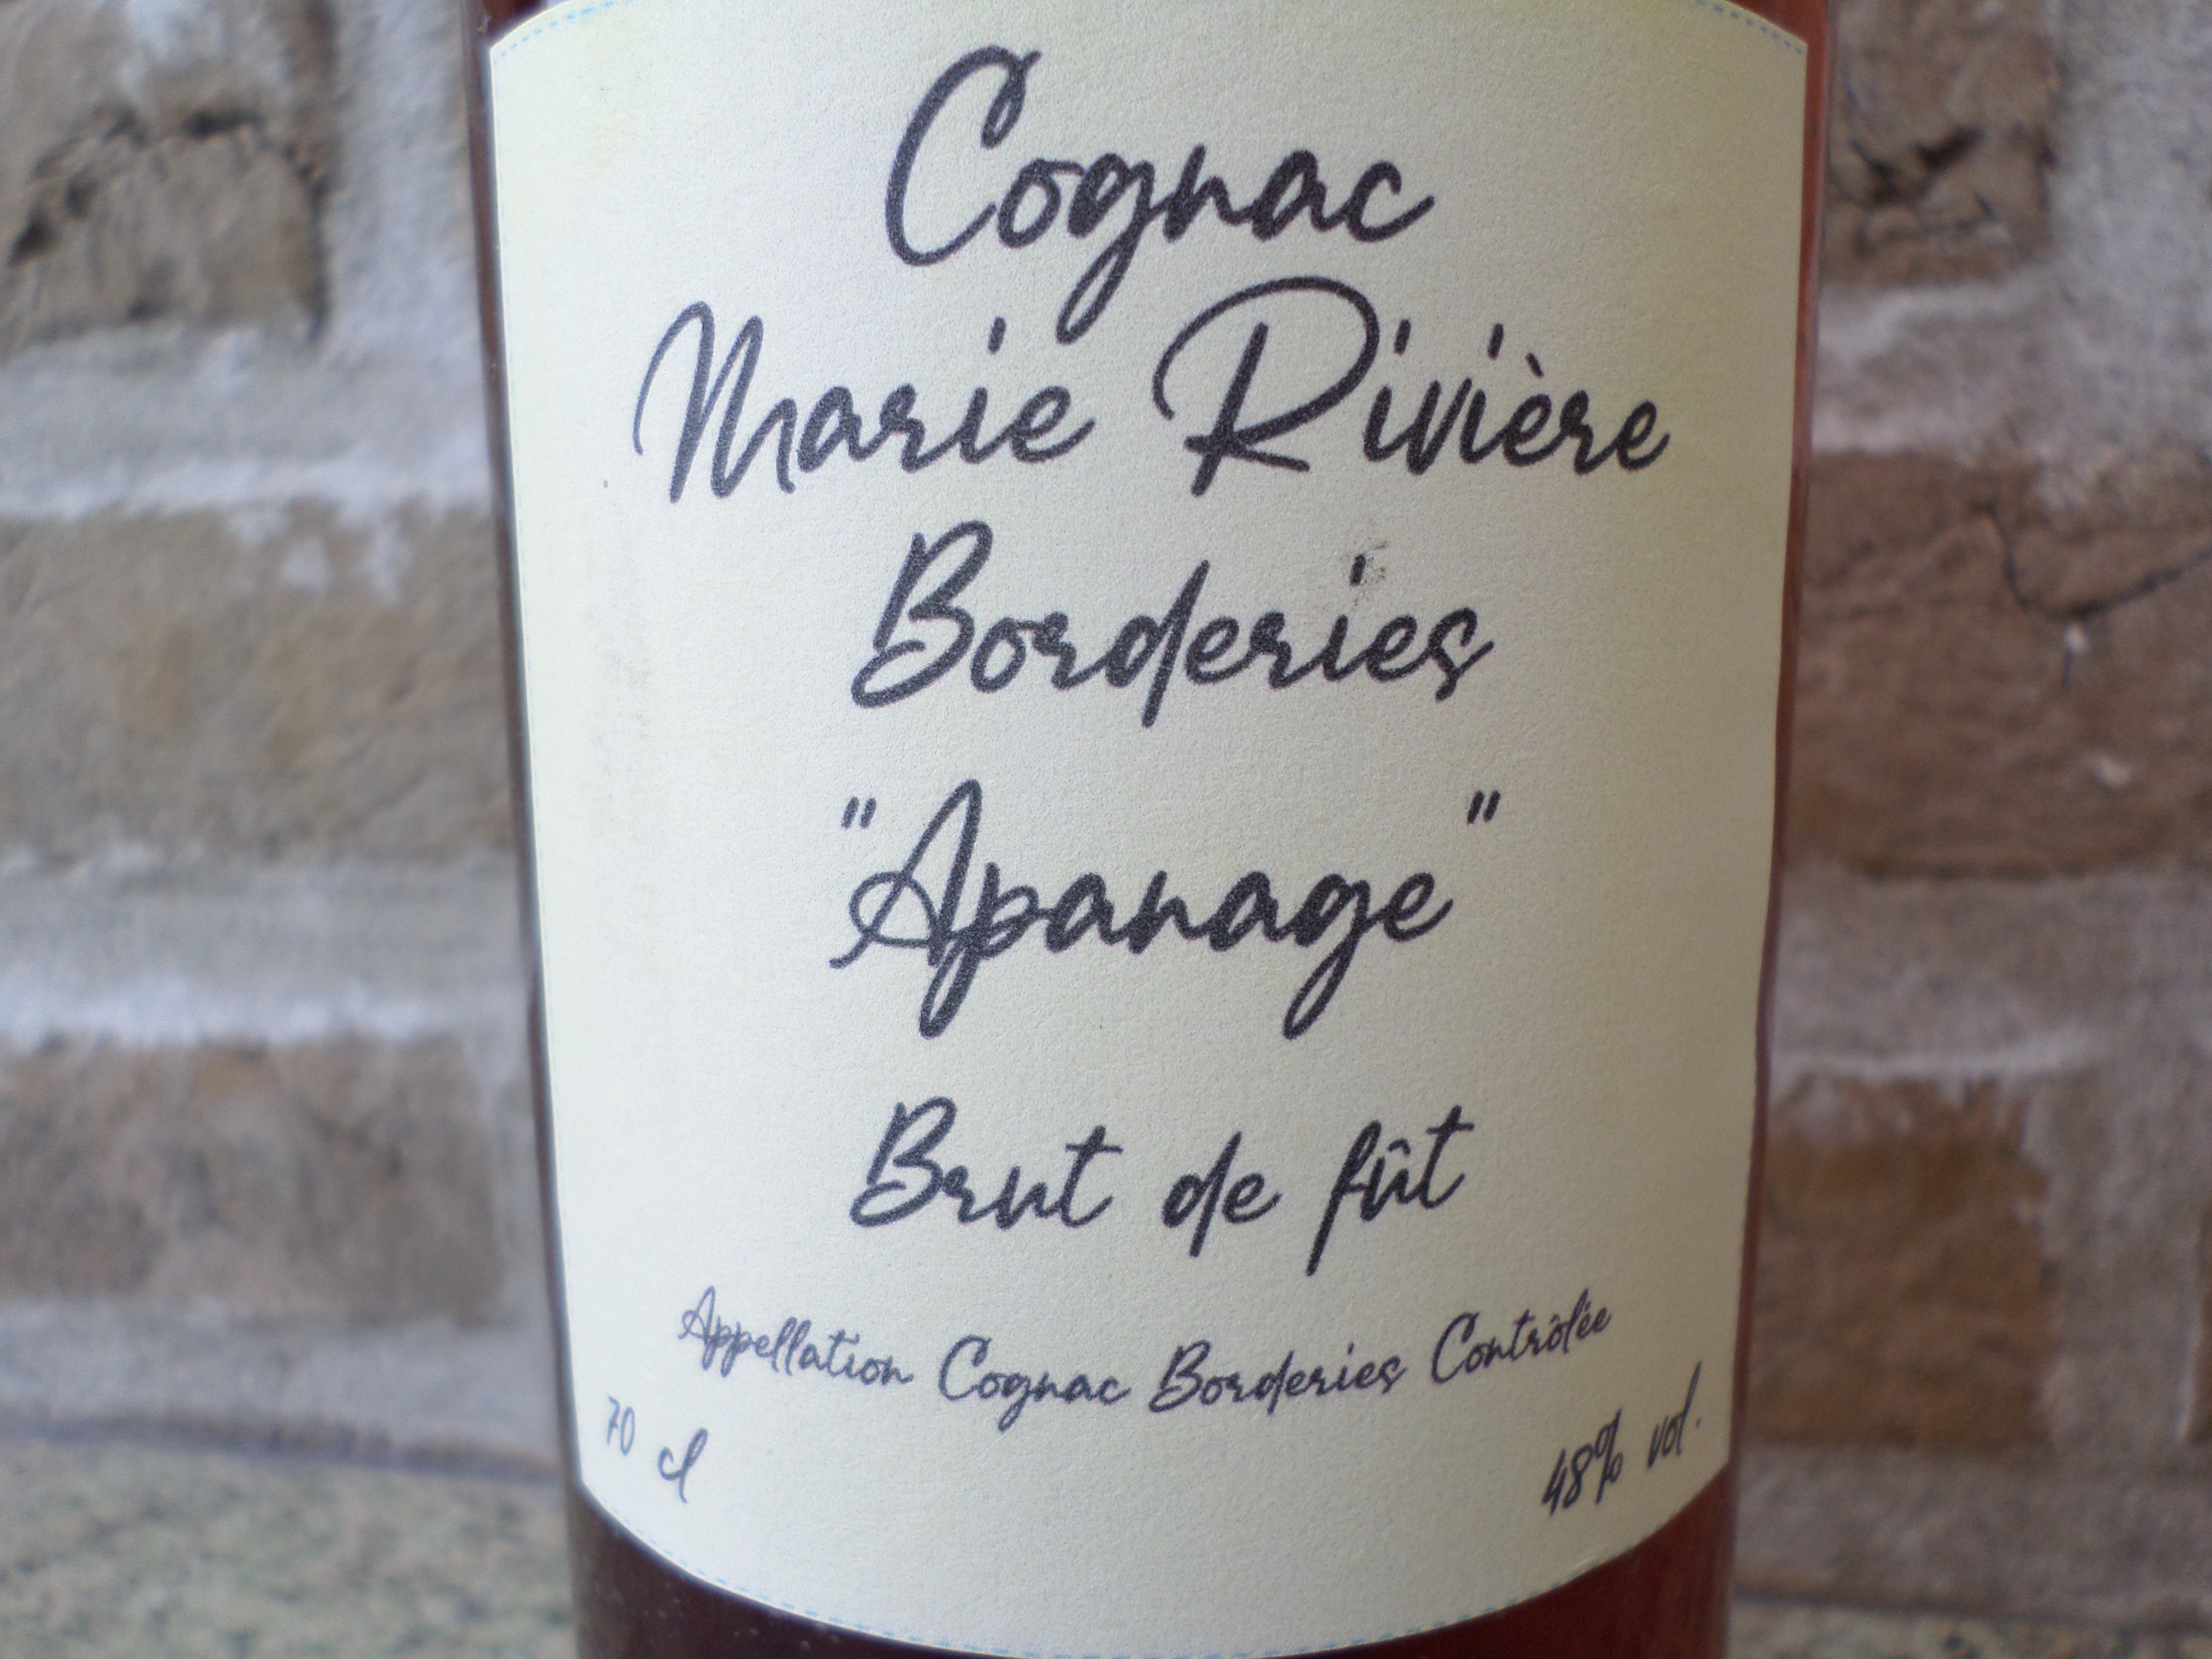 Cognac
Marie Rivière
Borderies
"Apanage"
Brut de fût
Appellation Cognac Borderies Contrôlée
70 cl
48% vol.